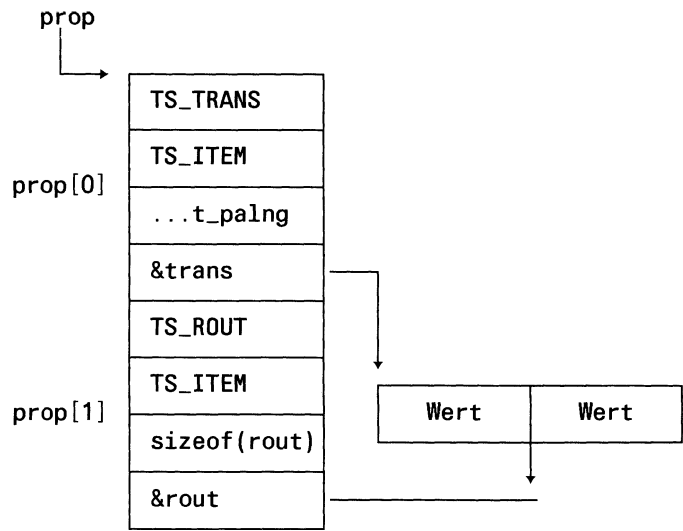 prop
TS_TRANS
TS_ITEM
prop[0]
...t_palng
&trans
TS_ROUT
TS_ITEM
prop[1]
Wert Wert
sizeof(rout)
&rout